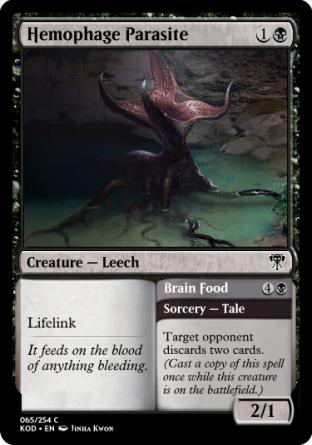 Hemophage Parasite 1
Creature — Leech
Brain Food 4
Sorcery — Tale
Lifelink
It feeds on the blood
of anything bleeding.
Target opponent
discards two cards.
(Cast a copy of this spell
once while this creature
is on the battlefield.)
2/1
065/254 C
KOD • EN Jinha Kwon